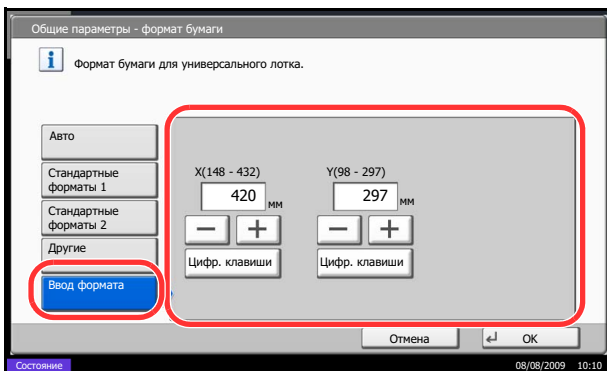 Общие параметры - формат бумаги
Формат бумаги для универсального лотка.
Авто
Стандартные
форматы 1
Стандартные
форматы 2
Другие
Ввод формата
X(148 - 432)
420 мм
Цифр. клавиши
Y(98 - 297)
297 мм
Цифр. клавиши
Отмена
OK
Состояние
08/08/2009 10:10